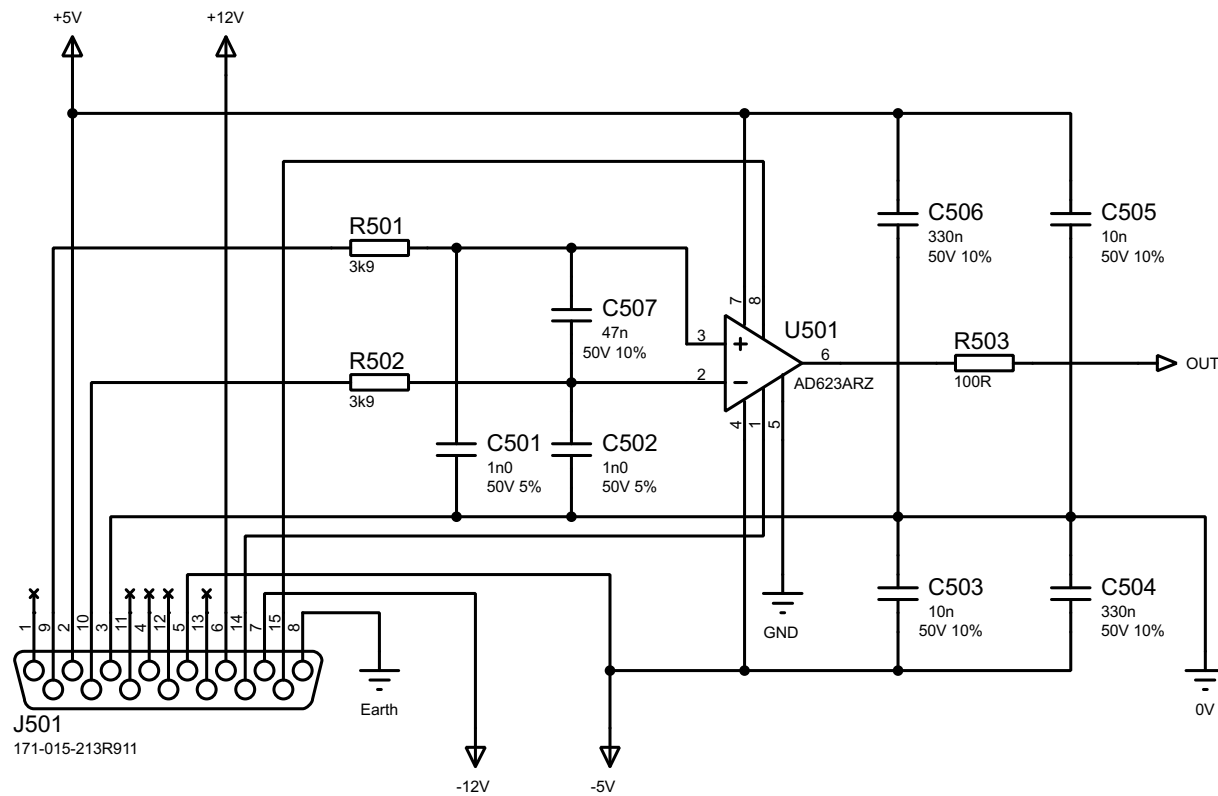 +5V
+12V
R501
3k9
C506
330n
50V 10%
C505
10n
50V 10%
7
8
C507
47n
50V 10%
U501
3
6
R503
R502
3k9
2
AD623ARZ
100R
OUT
4
1
5
C501
1n0
50V 5%
C502
1n0
50V 5%
C503
10n
50V 10%
C504
330n
50V 10%
GND
1
9
2
10
3
11
4
12
5
13
6
14
7
15
8
Earth
0V
J501
171-015-213R911
-12V
-5V